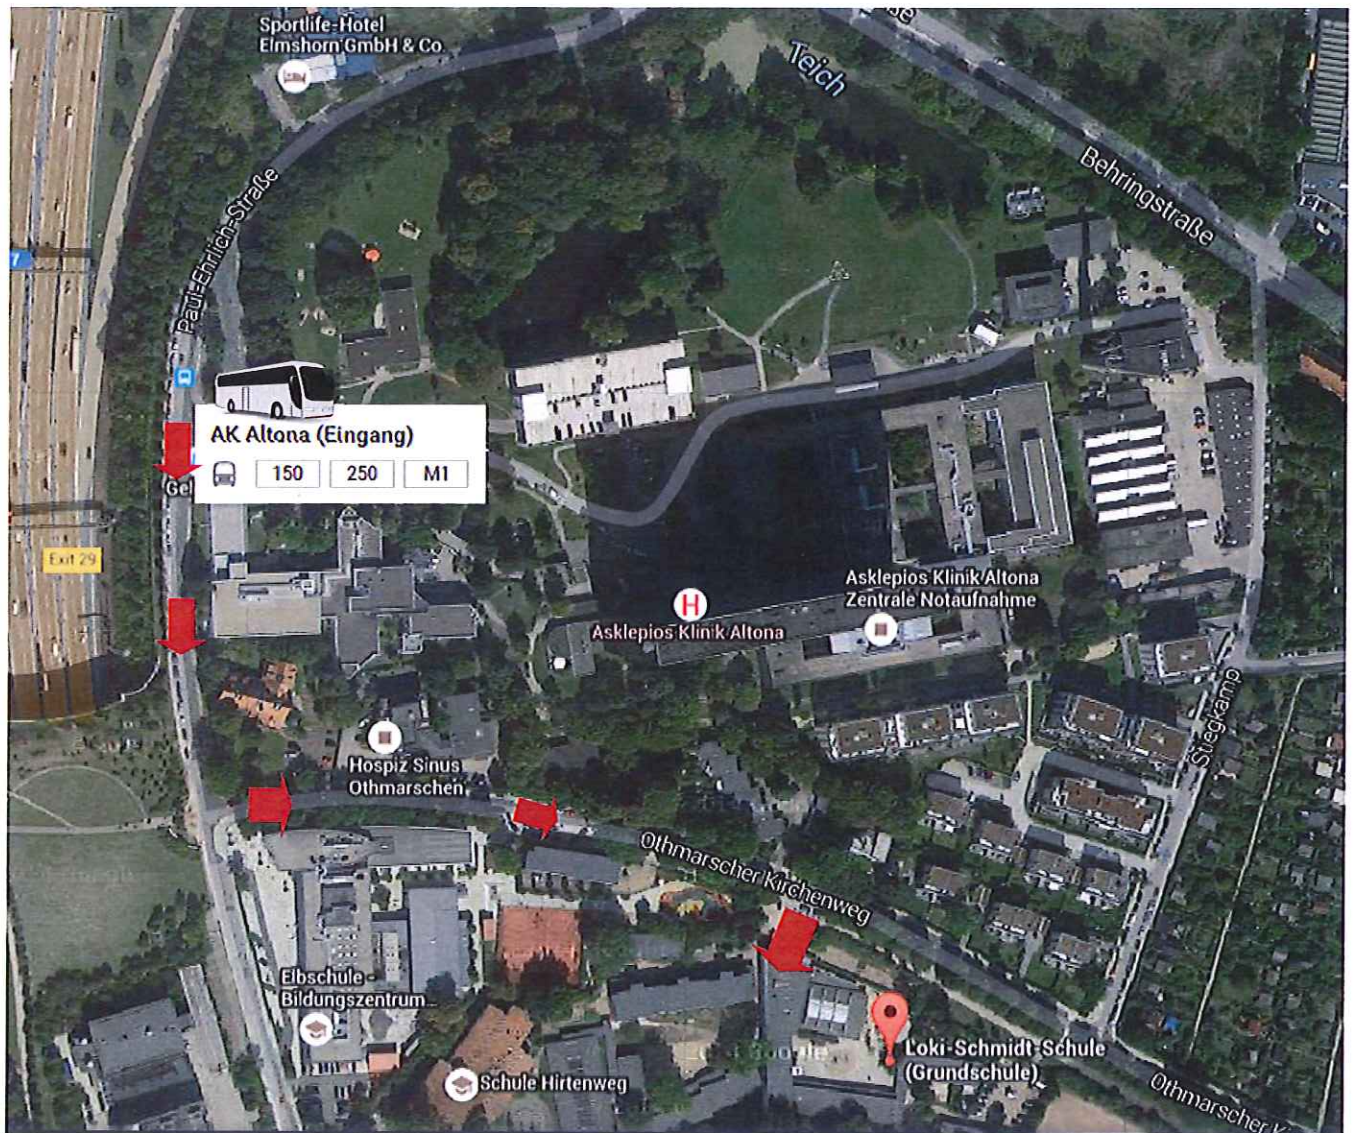 Sportlife-Hotel
Elmshorn GmbH & Co.
Teich
Behringstraße
Paul-Ehrlich-Straße
7
AK Altona (Eingang)
150 250 M1
Exit 29
Asklepios Klinik Altona
Zentrale Notaufnahme
H
Asklepios Klinik Altona
Stiegkamp
Hospiz Sinus
Othmarschen
Othmarscher Kirchenweg
Elbschule -
Bildungszentrum...
Schule Hirtenweg
Loki-Schmidt-Schule
(Grundschule)
Othmarscher